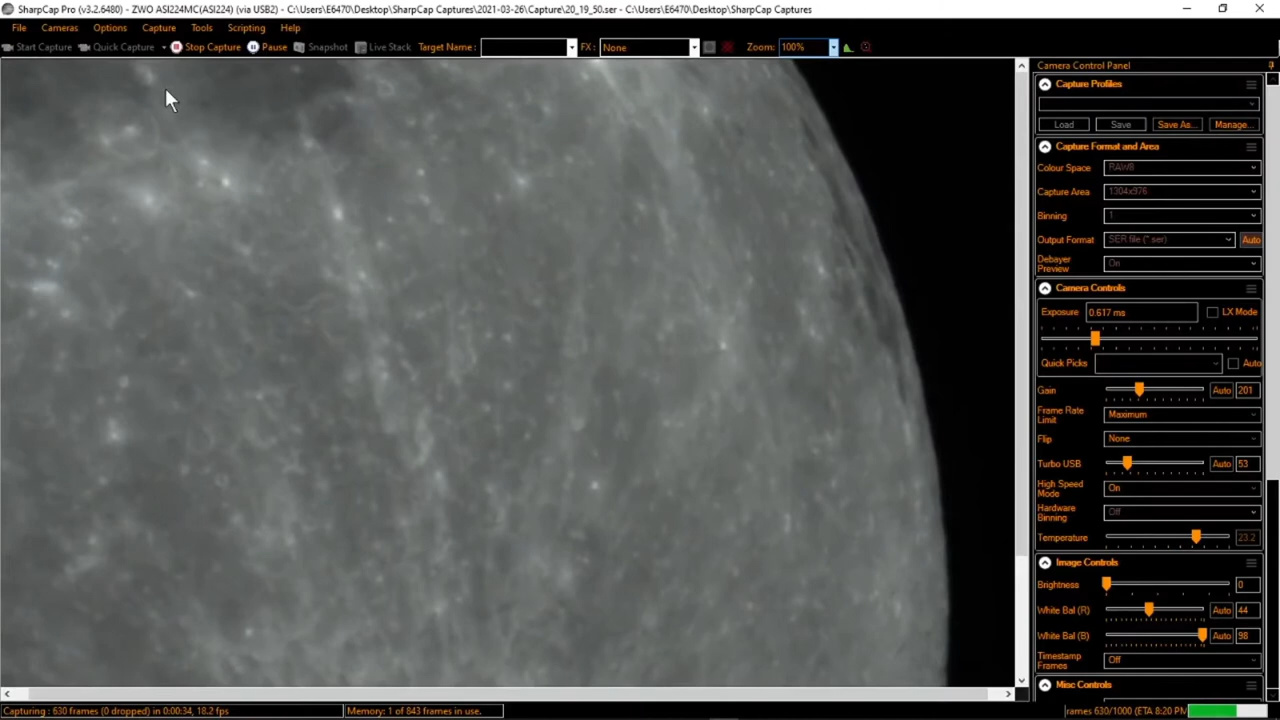 SharpCap Pro (v3.2.6480) - ZWO ASI224MC(ASI224) (via USB2) - C:\Users\E6470\Desktop\SharpCap Captures\2021-03-26\Capture\20_19_50.ser - C:\Users\E6470\Desktop\SharpCap Captures
File Cameras Options Capture Tools Scripting Help
Start Capture Quick Capture Stop Capture Pause Snapshot Live Stack Target Name : FX : None Zoom: 100%
Camera Control Panel
Capture Profiles
Load Save Save As... Manage...
Capture Format and Area
Colour Space RAW8
Capture Area 1304x976
Binning 1
Output Format SER file (*.ser) Auto
Debayer Preview On
Camera Controls
Exposure 0.617 ms LX Mode
Quick Picks Auto
Gain Auto 201
Frame Rate Limit Maximum
Flip None
Turbo USB Auto 53
High Speed Mode On
Hardware Binning Off
Temperature 23.2
Image Controls
Brightness 0
White Bal (R) Auto 44
White Bal (B) Auto 98
Timestamp Frames Off
Misc Controls
Capturing : 630 frames (0 dropped) in 0:00:34, 18.2 fps Memory: 1 of 843 frames in use. rames 630/1000 (ETA 8:20 PM